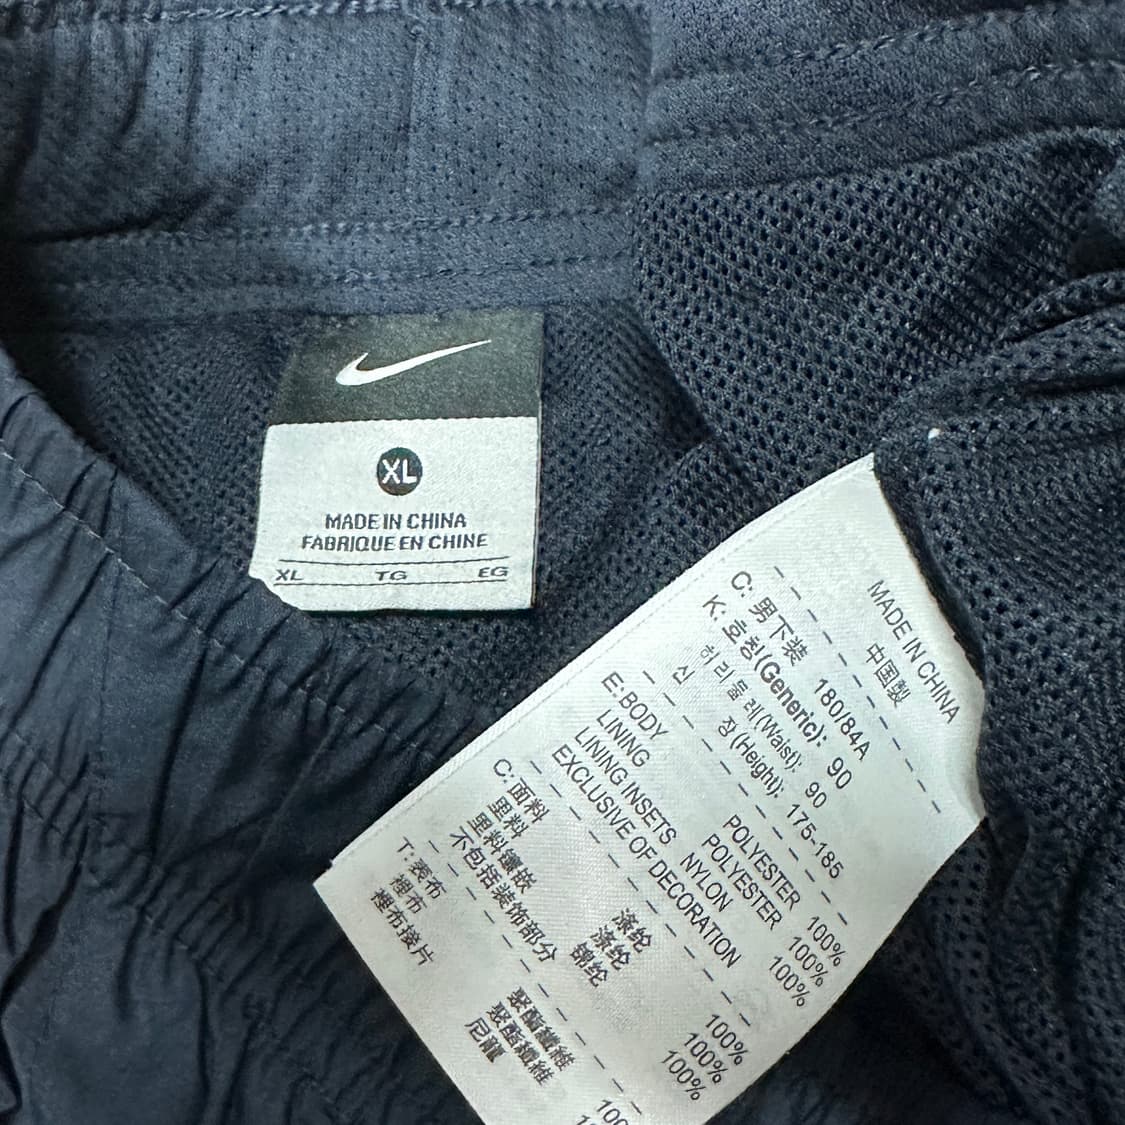 XL
MADE IN CHINA
FABRIQUE EN CHINE
XL TG EG
MADE IN CHINA
中国製
C: 男下装 180/84A
K: 호칭(Generic): 90
허리둘레(Waist): 90
신 장(Height): 175-185
E:BODY POLYESTER 100%
LINING POLYESTER 100%
LINING INSETS NYLON 100%
EXCLUSIVE OF DECORATION
C: 面料 涤纶 100%
里料 涤纶 100%
里料镶嵌 锦纶 100%
不包括装饰部分
T: 表布 聚酯纖維
裡布 聚酯纖維
裡布接片 尼龍